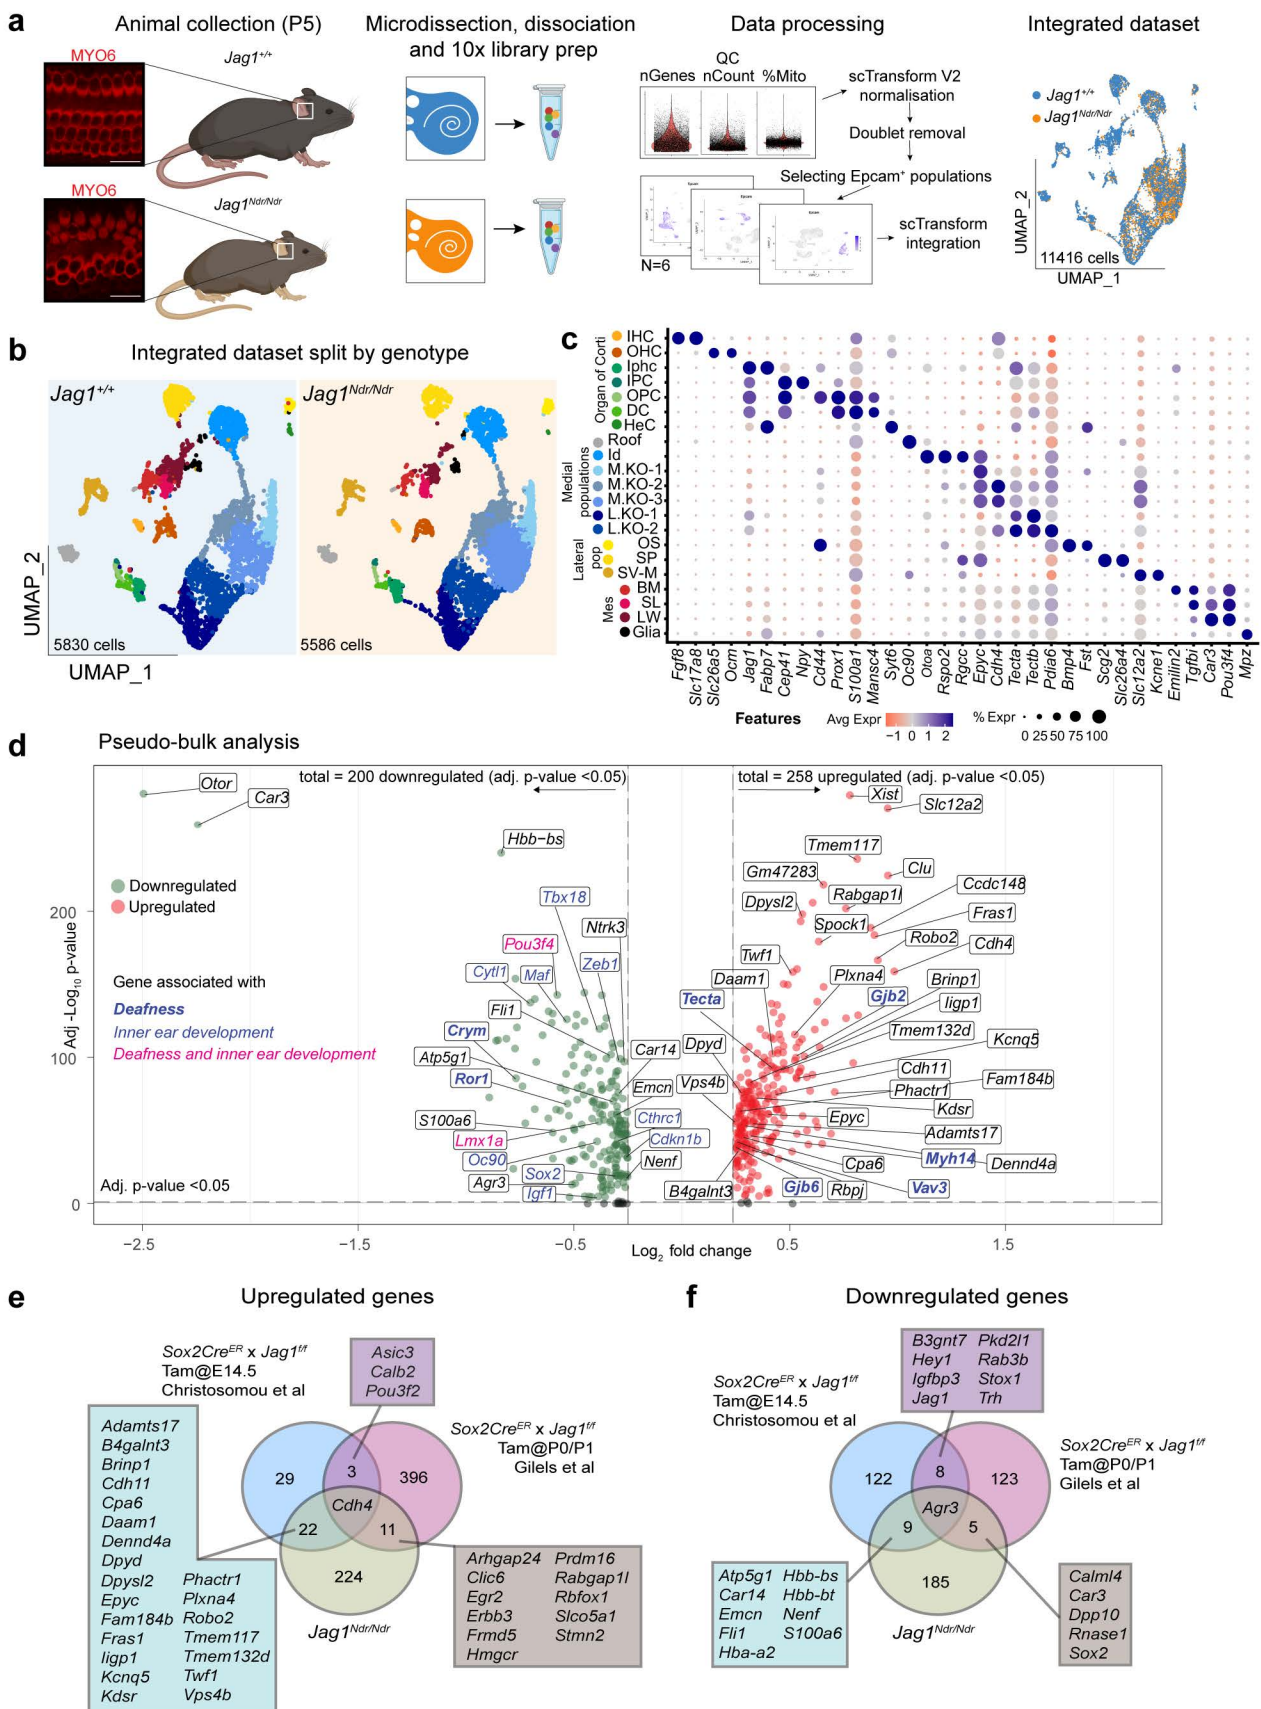 a
Animal collection (P5)
Microdissection, dissociation
and 10x library prep
Data processing
Integrated dataset
MYO6
Jag1+/+
MYO6
Jag1Ndr/Ndr
QC
nGenes nCount %Mito
scTransform V2
normalisation
Doublet removal
Selecting Epcam+ populations
Epcam
Epcam
N=6
scTransform
integration
Jag1+/+
Jag1Ndr/Ndr
UMAP_2
11416 cells
UMAP_1
b
Integrated dataset split by genotype
Jag1+/+
Jag1Ndr/Ndr
UMAP_2
5830 cells
5586 cells
UMAP_1
c
Organ of Corti
Medial
populations
Lateral
pop
Mes
IHC
OHC
Iphc
IPC
OPC
DC
HeC
Roof
Id
M.KO-1
M.KO-2
M.KO-3
L.KO-1
L.KO-2
OS
SP
SV-M
BM
SL
LW
Glia
Fgf8
Slc17a8
Slc26a5
Ocm
Jag1
Fabp7
Cep41
Npy
Cd44
Prox1
S100a1
Mansc4
Syt6
Oc90
Otoa
Rspo2
Rgcc
Epyc
Cdh4
Tecta
Tectb
Pdia6
Bmp4
Fst
Scg2
Slc26a4
Slc12a2
Kcne1
Emilin2
Tgfbi
Car3
Pou3f4
Mpz
Features
Avg Expr
−1 0 1 2
% Expr
0 25 50 75 100
d
Pseudo-bulk analysis
total = 200 downregulated (adj. p-value <0.05)
total = 258 upregulated (adj. p-value <0.05)
Otor
Car3
Hbb−bs
Downregulated
Upregulated
Tbx18
Ntrk3
Pou3f4
Zeb1
Cytl1
Maf
Fli1
Crym
Atp5g1
Ror1
S100a6
Lmx1a
Oc90
Sox2
Agr3
Igf1
Car14
Emcn
Cthrc1
Cdkn1b
Nenf
Gene associated with
Deafness
Inner ear development
Deafness and inner ear development
Xist
Slc12a2
Tmem117
Clu
Gm47283
Rabgap1l
Ccdc148
Dpysl2
Spock1
Fras1
Robo2
Cdh4
Twf1
Daam1
Plxna4
Brinp1
Tecta
Gjb2
Iigp1
Tmem132d
Dpyd
Kcnq5
Vps4b
Cdh11
Fam184b
Phactr1
Kdsr
Epyc
Adamts17
Cpa6
Myh14
Dennd4a
B4galnt3
Gjb6
Rbpj
Vav3
Adj. p-value <0.05
Adj -Log10 p-value
200
100
0
−2.5
−1.5
−0.5
0.5
1.5
Log2 fold change
e
Upregulated genes
Sox2CreER x Jag1f/f
Tam@E14.5
Christosomou et al
Asic3
Calb2
Pou3f2
Sox2CreER x Jag1f/f
Tam@P0/P1
Gilels et al
29
3
396
Cdh4
22
11
224
Jag1Ndr/Ndr
Adamts17
B4galnt3
Brinp1
Cdh11
Cpa6
Daam1
Dennd4a
Dpyd
Dpysl2
Epyc
Fam184b
Fras1
Iigp1
Kcnq5
Kdsr
Phactr1
Plxna4
Robo2
Tmem117
Tmem132d
Twf1
Vps4b
Arhgap24 Prdm16
Clic6 Rabgap1l
Egr2 Rbfox1
Erbb3 Slco5a1
Frmd5 Stmn2
Hmgcr
f
Downregulated genes
Sox2CreER x Jag1f/f
Tam@E14.5
Christosomou et al
B3gnt7 Pkd2l1
Hey1 Rab3b
Igfbp3 Stox1
Jag1 Trh
Sox2CreER x Jag1f/f
Tam@P0/P1
Gilels et al
122
8
123
Agr3
9
5
185
Jag1Ndr/Ndr
Atp5g1 Hbb-bs
Car14 Hbb-bt
Emcn Nenf
Fli1 S100a6
Hba-a2
Calml4
Car3
Dpp10
Rnase1
Sox2